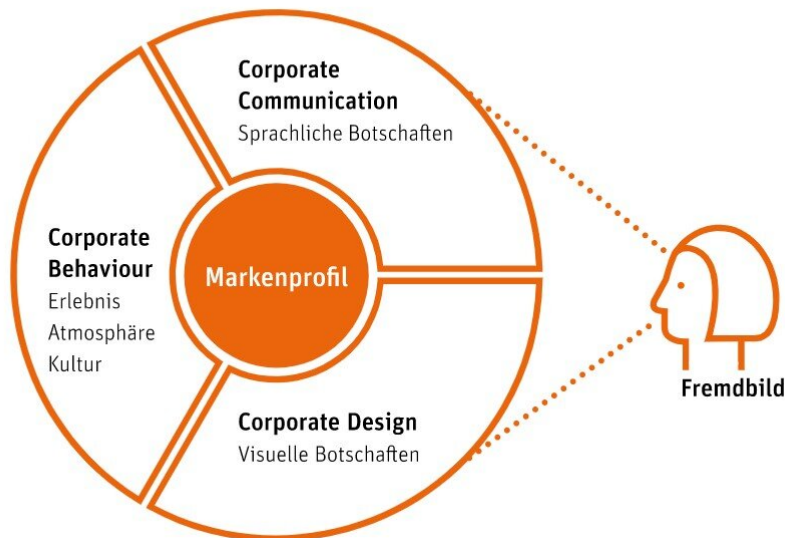 Corporate
Communication
Sprachliche Botschaften
Corporate
Behaviour
Erlebnis
Atmosphäre
Kultur
Markenprofil
Corporate Design
Visuelle Botschaften
Fremdbild